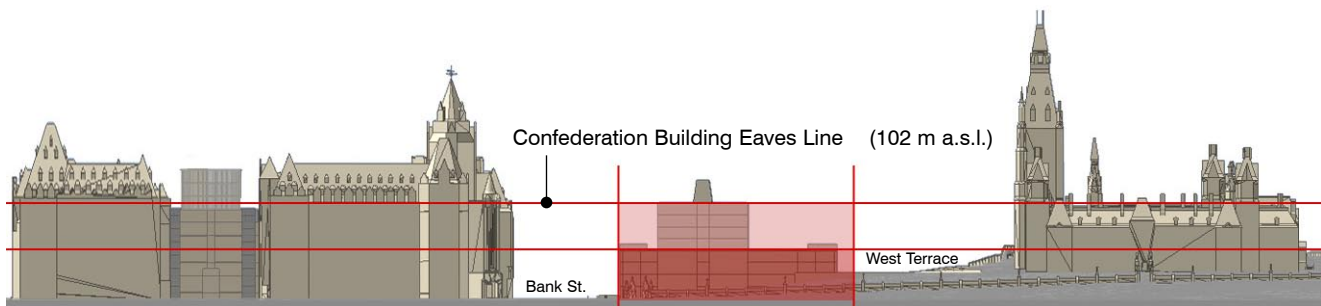 Confederation Building Eaves Line (102 m a.s.l.)
West Terrace
Bank St.